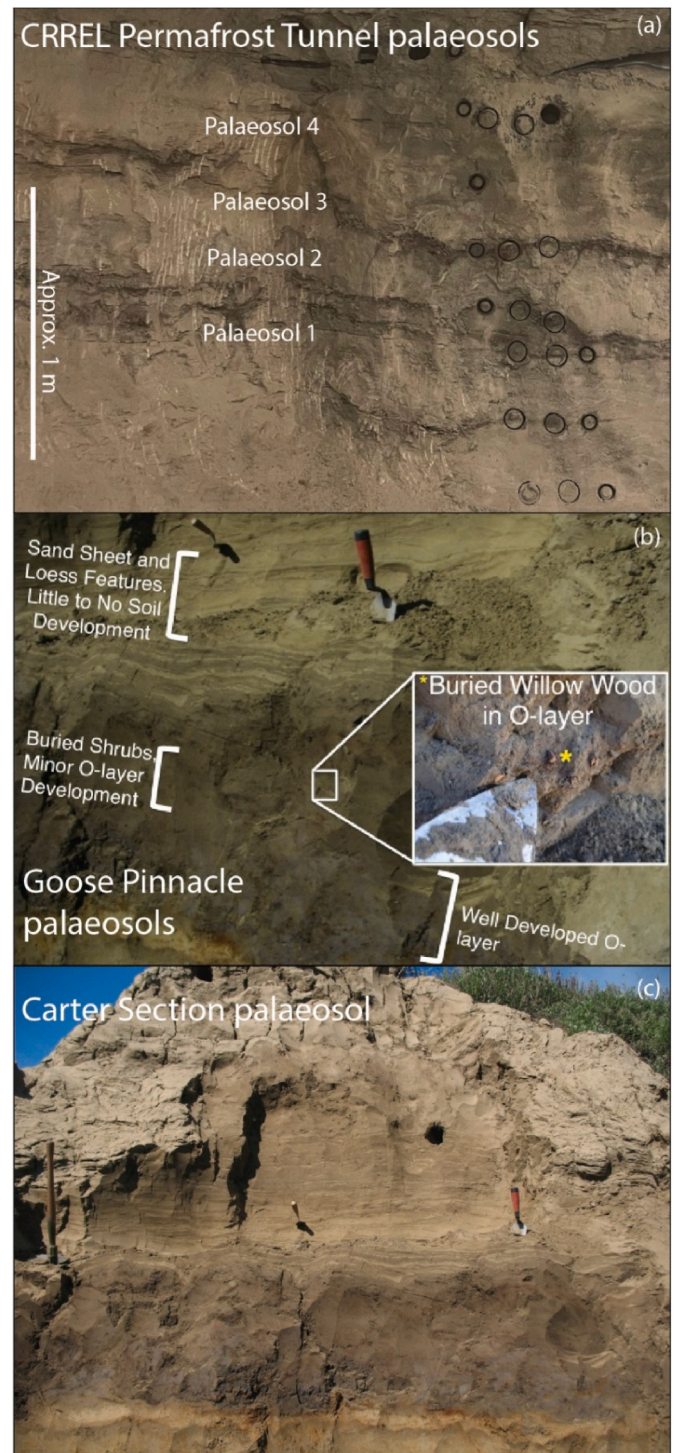 CRREL Permafrost Tunnel palaeosols
(a)
Palaeosol 4
Palaeosol 3
Palaeosol 2
Palaeosol 1
Approx. 1 m
(b)
Sand Sheet and
Loess Features.
Little to No Soil
Development
*Buried Willow Wood
in O-layer
*
Buried Shrubs,
Minor O-layer
Development
Goose Pinnacle
palaeosols
Well Developed O-
layer
(c)
Carter Section palaeosol